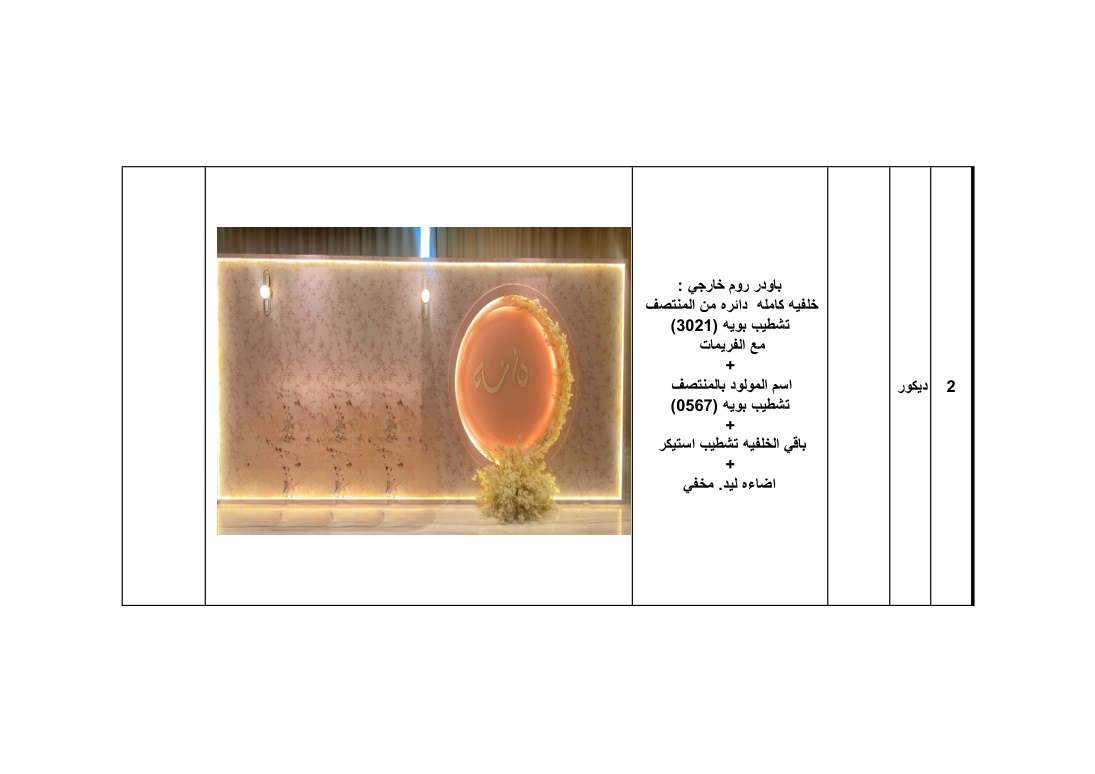 2
ديكور
باودر روم خارجي :
خلفيه كامله دائره من المنتصف
تشطيب بويه (3021)
مع الفريمات
+
اسم المولود بالمنتصف
تشطيب بويه (0567)
+
باقي الخلفيه تشطيب استيكر
+
اضاءه ليد. مخفي
دانه